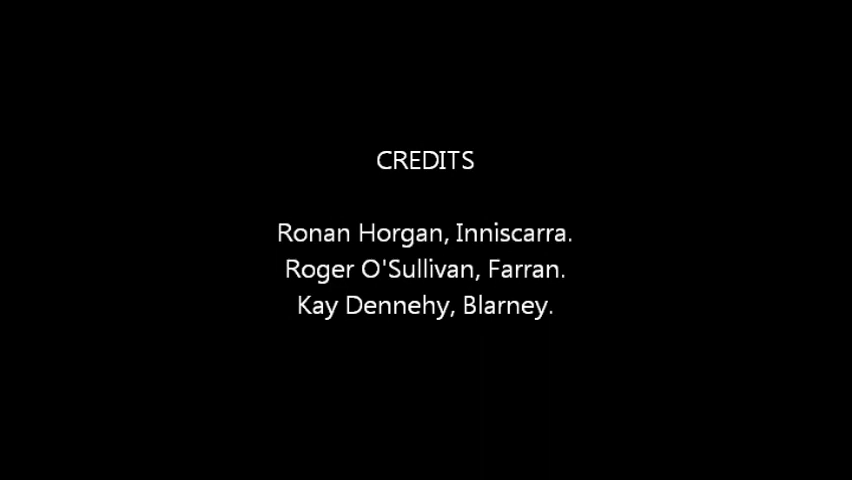 CREDITS
Ronan Horgan, Inniscarra.
Roger O'Sullivan, Farran.
Kay Dennehy, Blarney.